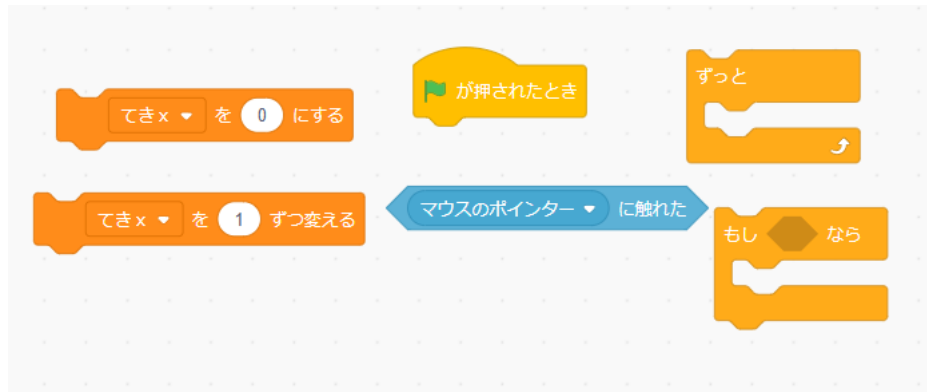 てきx を 0 にする
が押されたとき
ずっと
てきx を 1 ずつ変える
マウスのポインター に触れた
もし なら